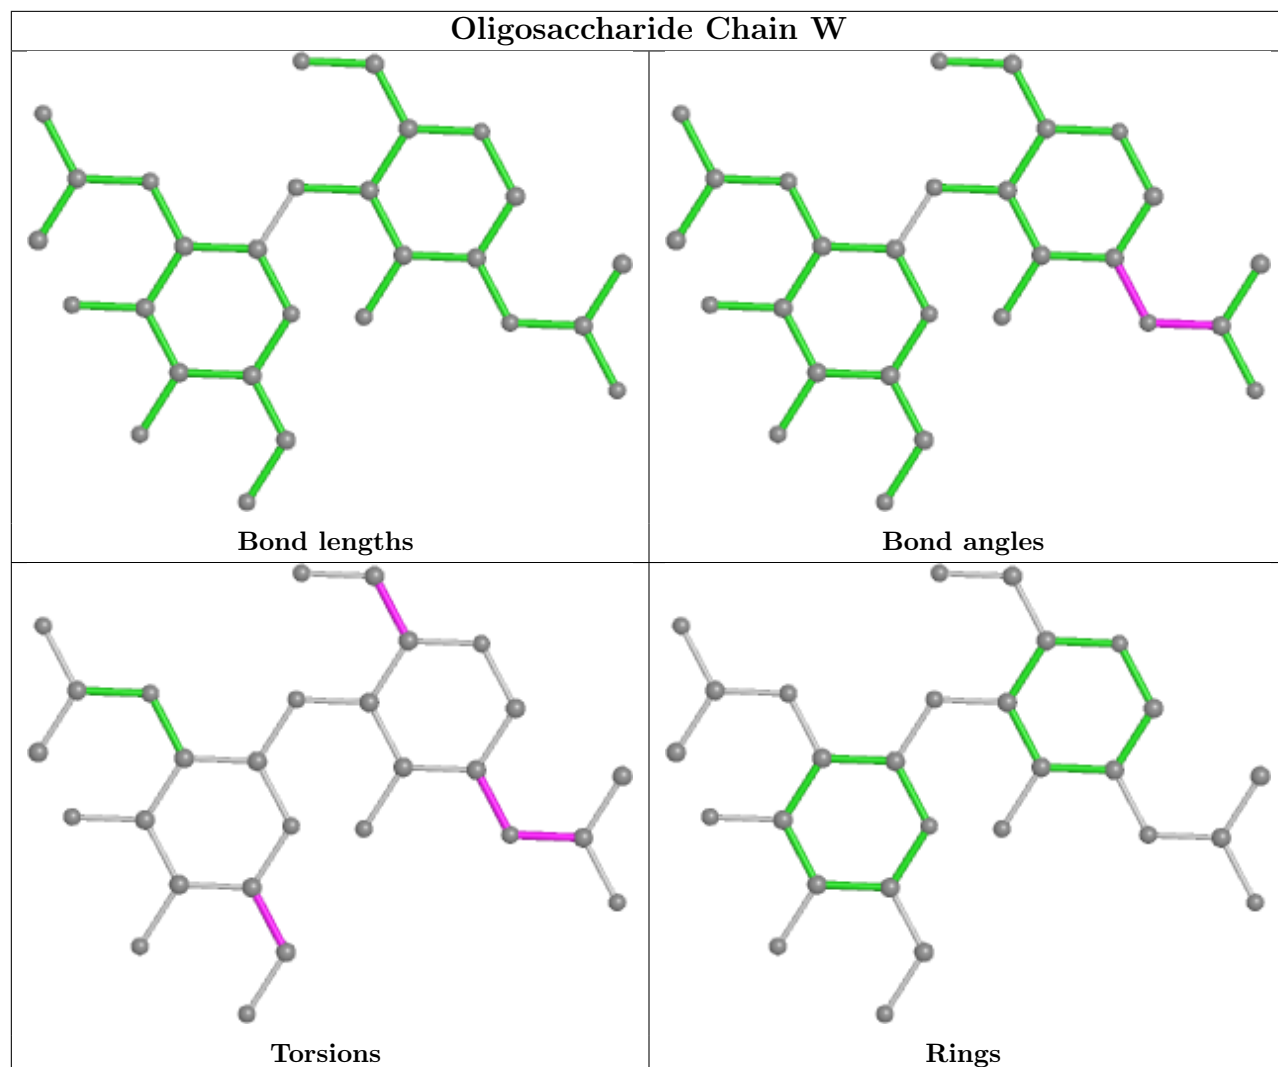 Oligosaccharide Chain W
Bond lengths
Bond angles
Torsions
Rings